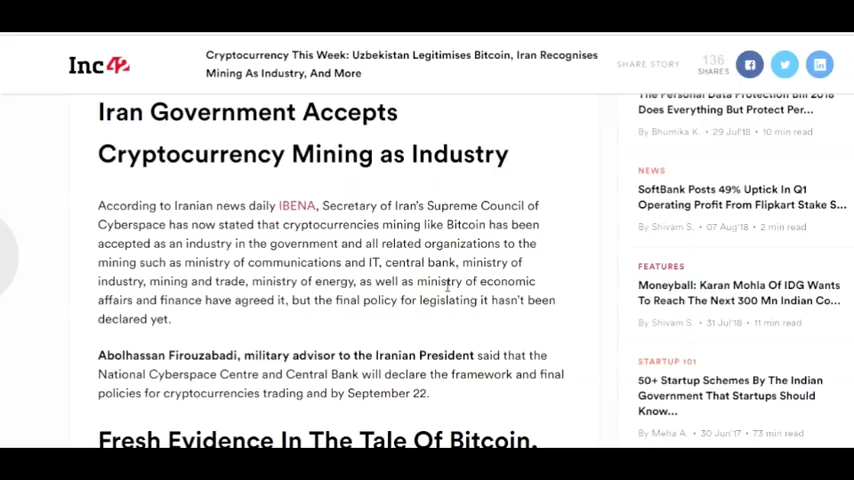 Inc42
Cryptocurrency This Week: Uzbekistan Legitimises Bitcoin, Iran Recognises
Mining As Industry, And More
SHARE STORY
136
SHARES
Iran Government Accepts
Cryptocurrency Mining as Industry
According to Iranian news daily IBENA, Secretary of Iran's Supreme Council of
Cyberspace has now stated that cryptocurrencies mining like Bitcoin has been
accepted as an industry in the government and all related organizations to the
mining such as ministry of communications and IT, central bank, ministry of
industry, mining and trade, ministry of energy, as well as ministry of economic
affairs and finance have agreed it, but the final policy for legislating it hasn't been
declared yet.
Abolhassan Firouzabadi, military advisor to the Iranian President said that the
National Cyberspace Centre and Central Bank will declare the framework and final
policies for cryptocurrencies trading and by September 22.
Fresh Evidence In The Tale Of Bitcoin,
The Personal Data Protection Bill 2018
Does Everything But Protect Per...
By Bhumika K. • 29 Jul'18 • 10 min read
NEWS
SoftBank Posts 49% Uptick In Q1
Operating Profit From Flipkart Stake S...
By Shivam S. • 07 Aug'18 • 2 min read
FEATURES
Moneyball: Karan Mohla Of IDG Wants
To Reach The Next 300 Mn Indian Co...
By Shivam S. • 31 Jul'18 • 11 min read
STARTUP 101
50+ Startup Schemes By The Indian
Government That Startups Should
Know...
By Meha A. • 30 Jun'17 • 73 min read